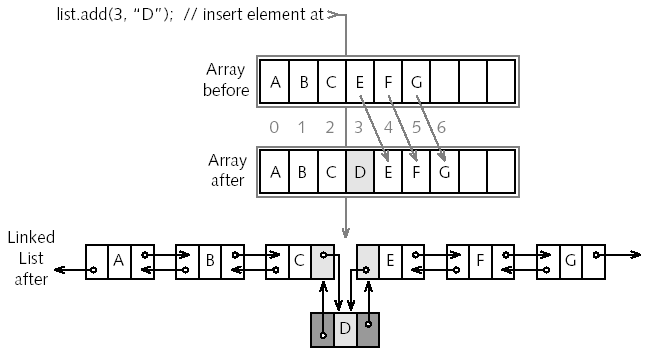 list.add(3, “D”);  // insert element at
Array
before
A B C E F G
0 1 2 3 4 5 6
Array
after
A B C D E F G
Linked
List
after
A B C E F G
D